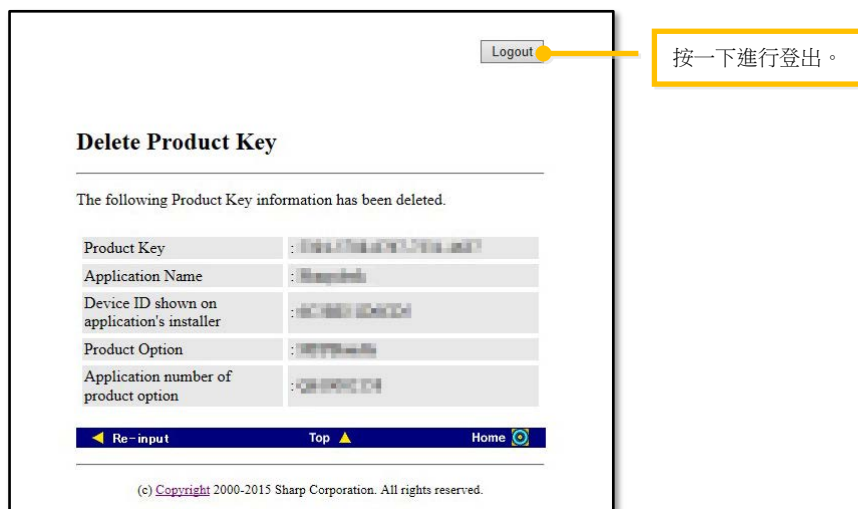 Logout
按一下進行登出。
Delete Product Key
The following Product Key information has been deleted.
Product Key :
Application Name :
Device ID shown on
application's installer :
Product Option :
Application number of
product option :
Re-input Top Home
(c) Copyright 2000-2015 Sharp Corporation. All rights reserved.